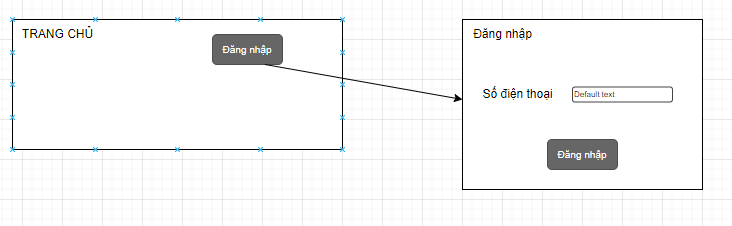 TRANG CHỦ
Đăng nhập
Đăng nhập
Số điện thoại
Default text
Đăng nhập